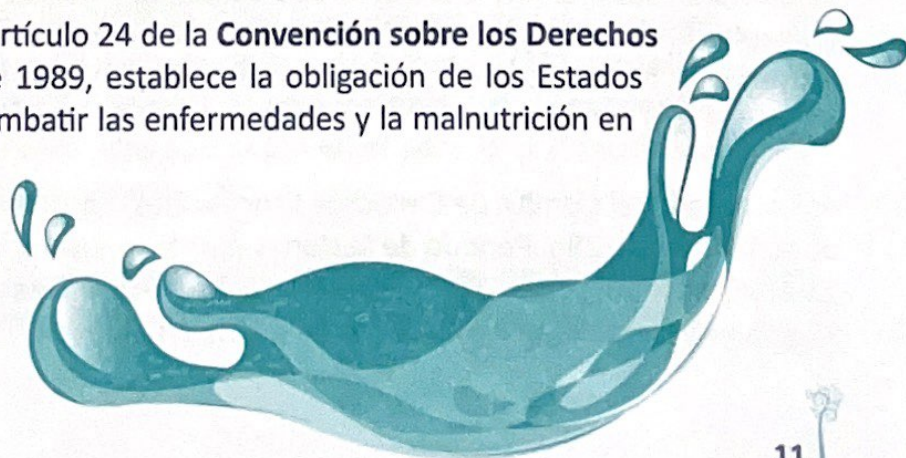 rtículo 24 de la Convención sobre los Derechos
1989, establece la obligación de los Estados
mbatir las enfermedades y la malnutrición en
11